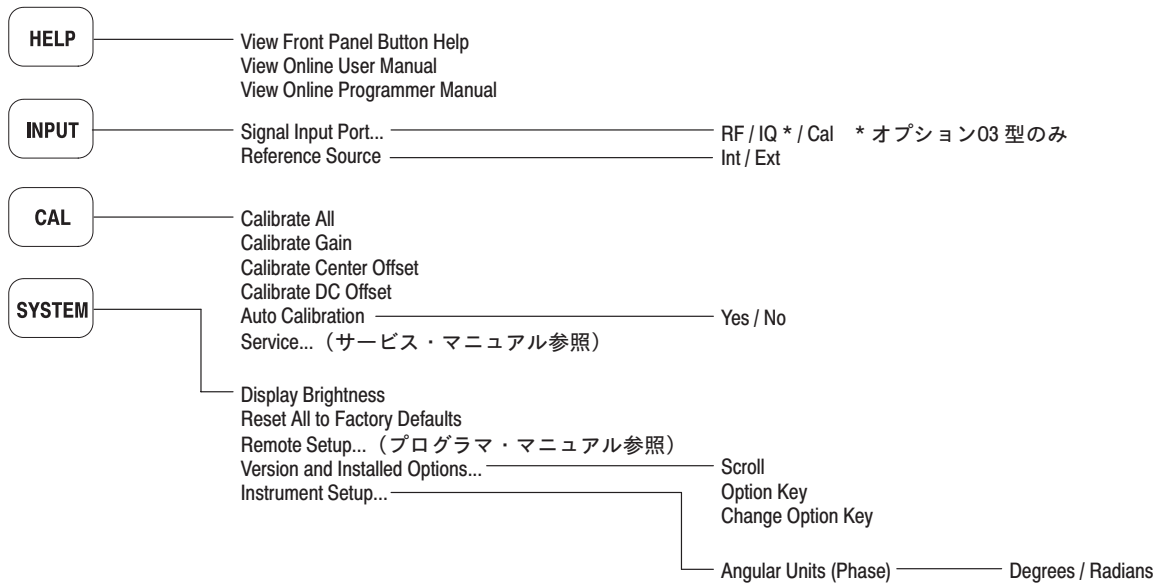 HELP
View Front Panel Button Help
View Online User Manual
View Online Programmer Manual
INPUT
Signal Input Port...
RF / IQ * / Cal * オプション03 型のみ
Reference Source
Int / Ext
CAL
Calibrate All
Calibrate Gain
Calibrate Center Offset
Calibrate DC Offset
Auto Calibration
Yes / No
Service...（サービス・マニュアル参照）
SYSTEM
Display Brightness
Reset All to Factory Defaults
Remote Setup...（プログラマ・マニュアル参照）
Version and Installed Options...
Scroll
Option Key
Change Option Key
Instrument Setup...
Angular Units (Phase)
Degrees / Radians